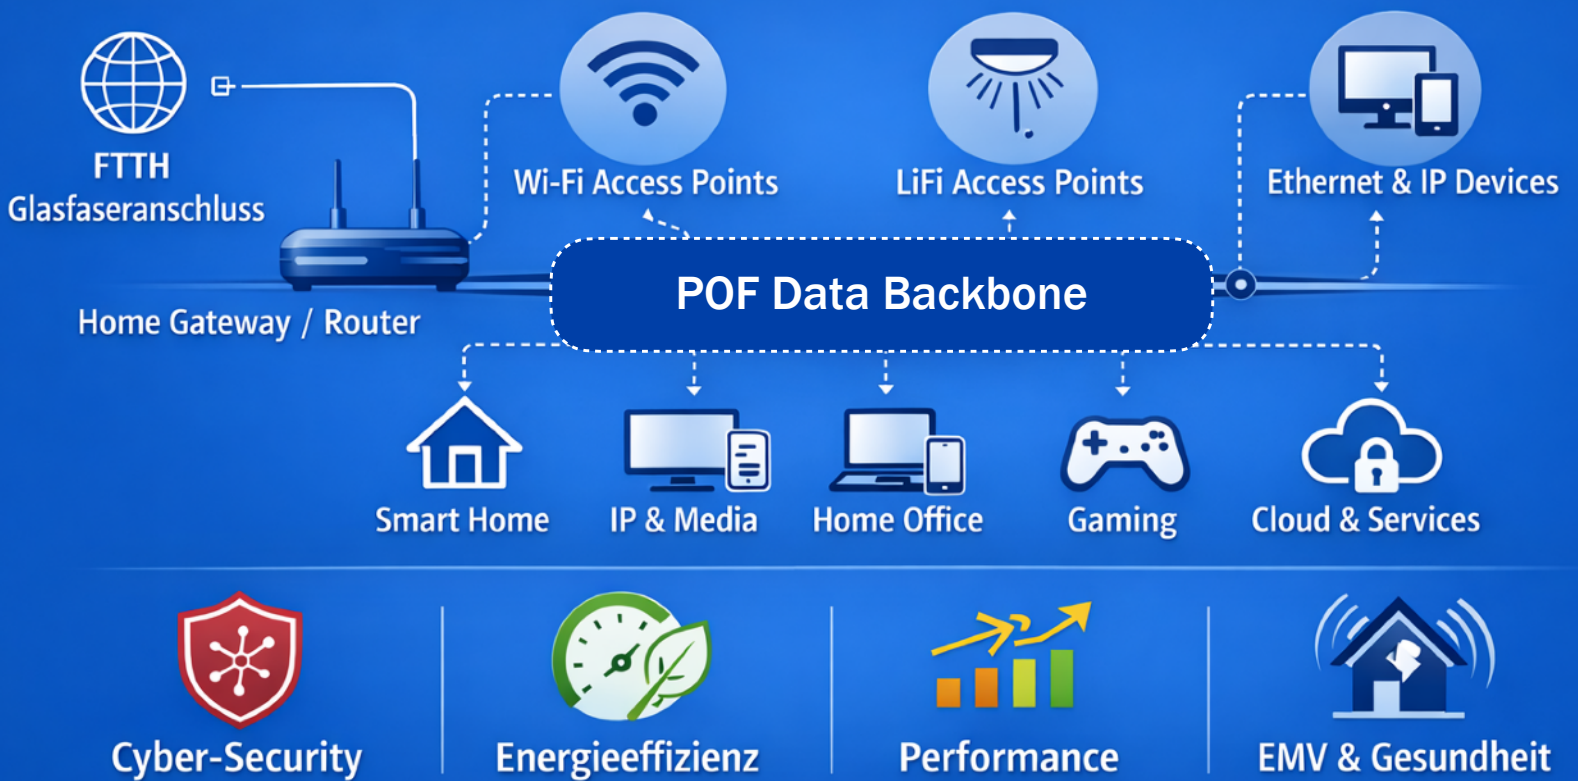 FTTH
Glasfaseranschluss
Wi-Fi Access Points
LiFi Access Points
Ethernet & IP Devices
POF Data Backbone
Home Gateway / Router
Smart Home
IP & Media
Home Office
Gaming
Cloud & Services
Cyber-Security
Energieeffizienz
Performance
EMV & Gesundheit